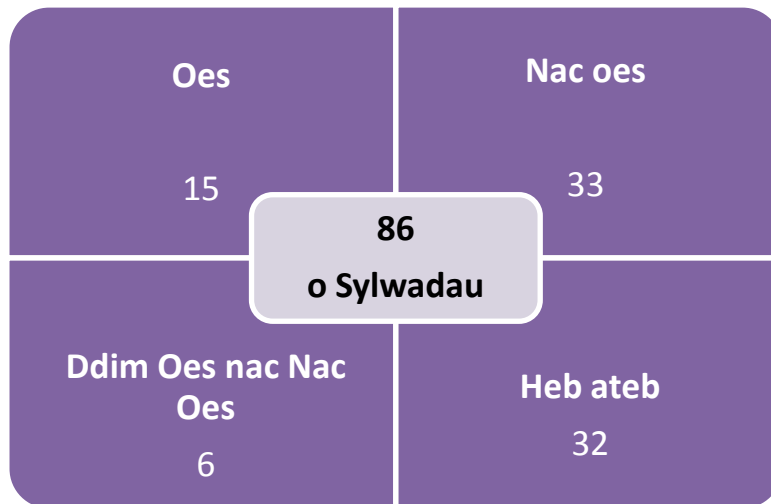 Oes
15
Nac oes
33
86
o Sylwadau
Ddim Oes nac Nac
Oes
6
Heb ateb
32